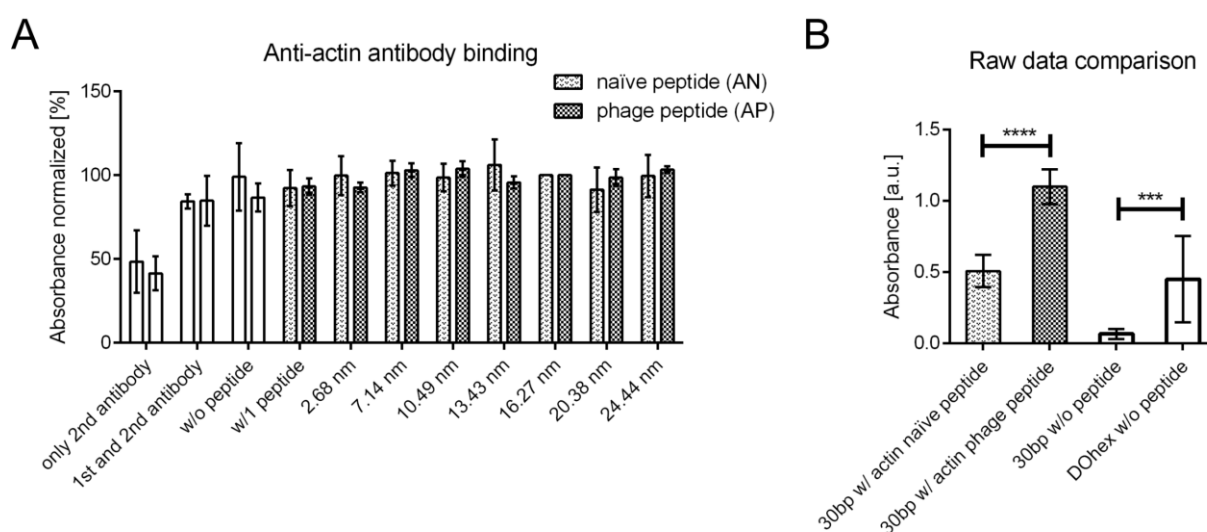 A
Anti-actin antibody binding
naïve peptide (AN)
phage peptide (AP)
Absorbance normalized [%]
150
100
50
0
only 2nd antibody
1st and 2nd antibody
w/o peptide
w/1 peptide
2.68 nm
7.14 nm
10.49 nm
13.43 nm
16.27 nm
20.38 nm
24.44 nm
B
Raw data comparison
Absorbance [a.u.]
1.5
1.0
0.5
0.0
****
***
30bp w/ actin naïve peptide
30bp w/ actin phage peptide
30bp w/o peptide
DOhex w/o peptide